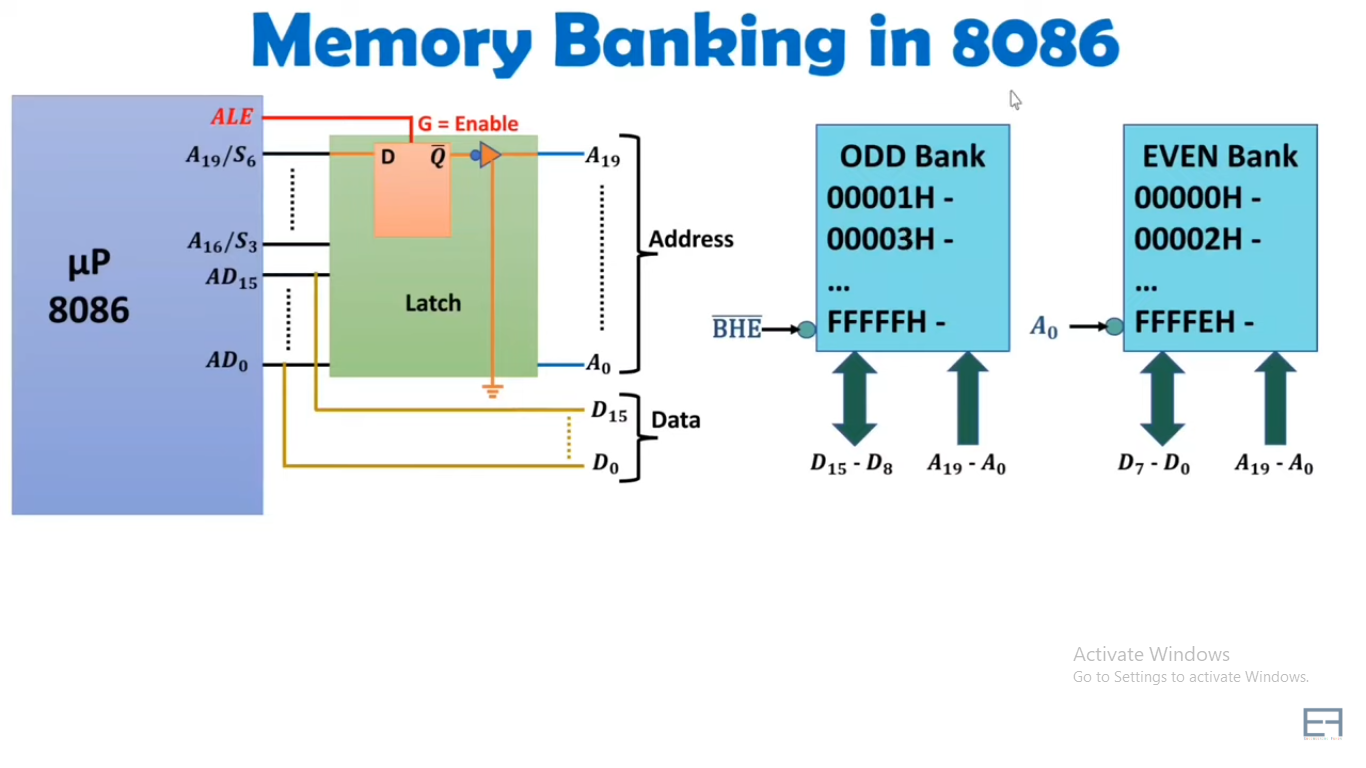 Memory Banking in 8086
ALE
G = Enable
A₁₉/S₆
D
Q̅
A₁₉
A₁₆/S₃
AD₁₅
μP
8086
Latch
AD₀
A₀
Address
D₁₅
D₀
Data
ODD Bank
00001H -
00003H -
...
FFFFFH -
B̅H̅E̅
D₁₅ - D₈
A₁₉ - A₀
EVEN Bank
00000H -
00002H -
...
FFFFEH -
A₀
D₇ - D₀
A₁₉ - A₀
Activate Windows
Go to Settings to activate Windows.